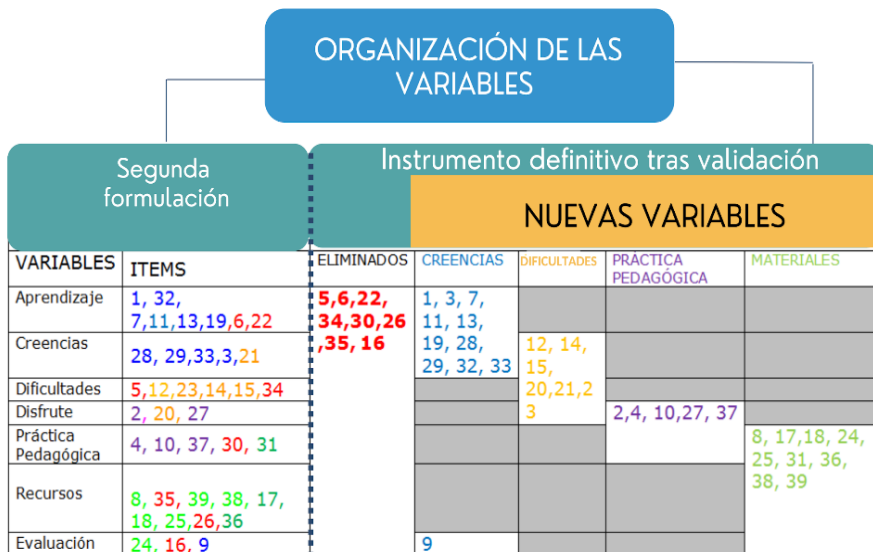 ORGANIZACIÓN DE LAS
VARIABLES
Segunda
formulación
Instrumento definitivo tras validación
NUEVAS VARIABLES
VARIABLES
ITEMS
ELIMINADOS
CREENCIAS
DIFICULTADES
PRÁCTICA
PEDAGÓGICA
MATERIALES
Aprendizaje
1, 32,
7,11,13,19,6,22
5,6,22,
34,30,26
,35, 16
1, 3, 7,
11, 13,
19, 28,
29, 32, 33
Creencias
28, 29,33,3,21
12, 14,
15,
20,21,2
3
Dificultades
5,12,23,14,15,34
Disfrute
2, 20, 27
2,4, 10,27, 37
Práctica
Pedagógica
4, 10, 37, 30, 31
8, 17,18, 24,
25, 31, 36,
38, 39
Recursos
8, 35, 39, 38, 17,
18, 25,26,36
Evaluación
24, 16, 9
9